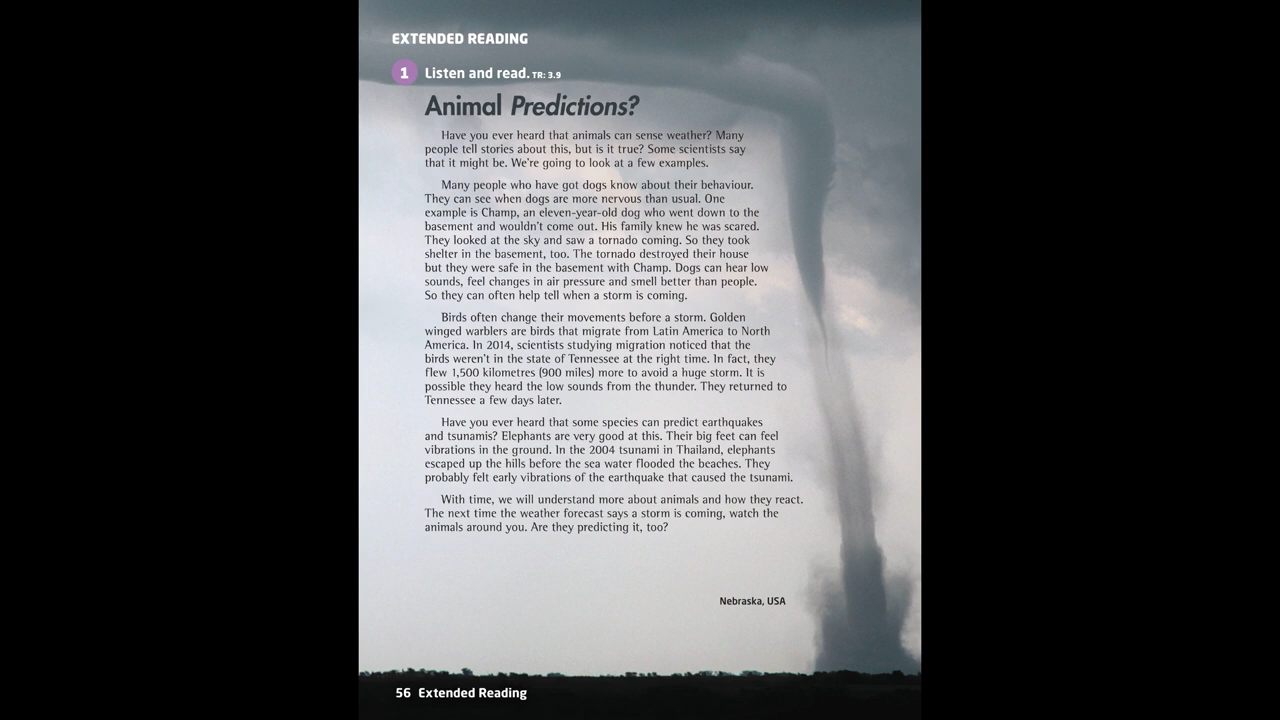 EXTENDED READING
1 Listen and read. TR: 3.9
Animal Predictions?
Have you ever heard that animals can sense weather? Many
people tell stories about this, but is it true? Some scientists say
that it might be. We're going to look at a few examples.
Many people who have got dogs know about their behaviour.
They can see when dogs are more nervous than usual. One
example is Champ, an eleven-year-old dog who went down to the
basement and wouldn't come out. His family knew he was scared.
They looked at the sky and saw a tornado coming. So they took
shelter in the basement, too. The tornado destroyed their house
but they were safe in the basement with Champ. Dogs can hear low
sounds, feel changes in air pressure and smell better than people.
So they can often help tell when a storm is coming.
Birds often change their movements before a storm. Golden
winged warblers are birds that migrate from Latin America to North
America. In 2014, scientists studying migration noticed that the
birds weren't in the state of Tennessee at the right time. In fact, they
flew 1,500 kilometres (900 miles) more to avoid a huge storm. It is
possible they heard the low sounds from the thunder. They returned to
Tennessee a few days later.
Have you ever heard that some species can predict earthquakes
and tsunamis? Elephants are very good at this. Their big feet can feel
vibrations in the ground. In the 2004 tsunami in Thailand, elephants
escaped up the hills before the sea water flooded the beaches. They
probably felt early vibrations of the earthquake that caused the tsunami.
With time, we will understand more about animals and how they react.
The next time the weather forecast says a storm is coming, watch the
animals around you. Are they predicting it, too?
Nebraska, USA
56 Extended Reading